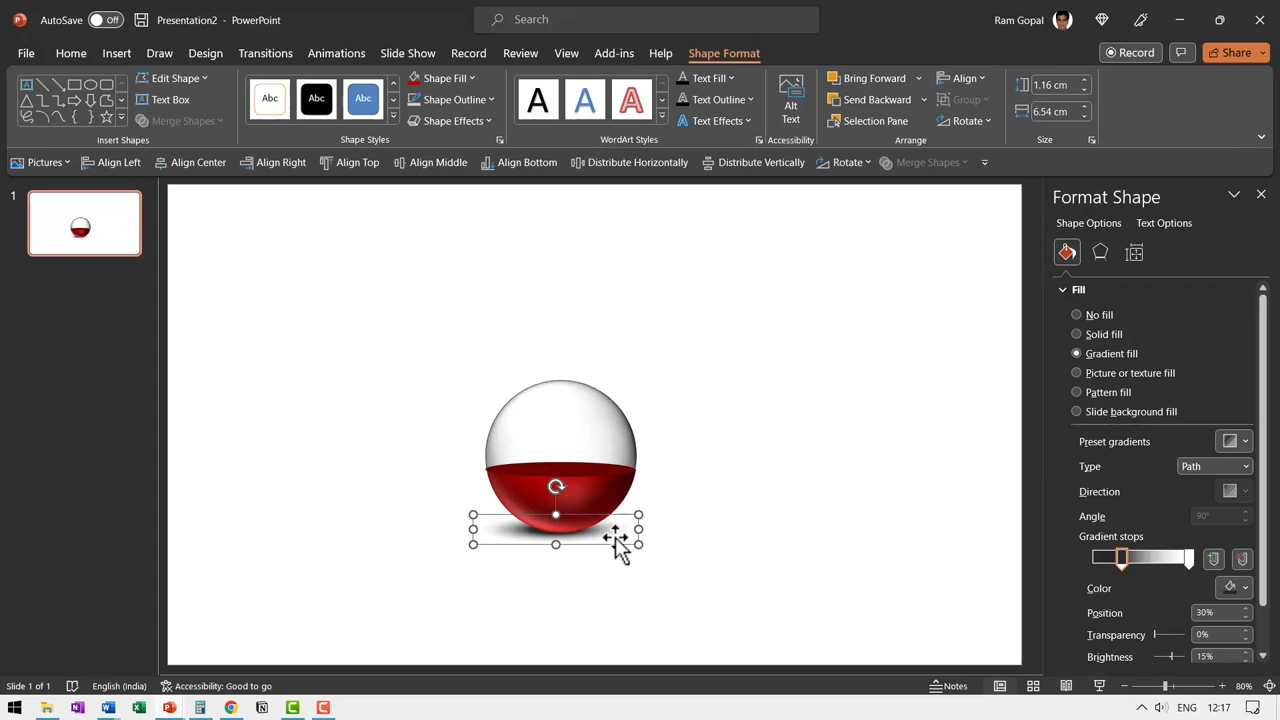 AutoSave Off Presentation2 - PowerPoint Search Ram Gopal
File Home Insert Draw Design Transitions Animations Slide Show Record Review View Add-ins Help Shape Format Record Share
Edit Shape
Text Box
Merge Shapes
Insert Shapes
Abc Abc Abc
Shape Fill
Shape Outline
Shape Effects
Shape Styles
A A A
Text Fill
Text Outline
Text Effects
WordArt Styles
Alt Text
Accessibility
Bring Forward
Send Backward
Selection Pane
Align
Group
Rotate
Arrange
1.16 cm
6.54 cm
Size
Pictures Align Left Align Center Align Right Align Top Align Middle Align Bottom Distribute Horizontally Distribute Vertically Rotate Merge Shapes
1
Format Shape
Shape Options Text Options
Fill
No fill
Solid fill
Gradient fill
Picture or texture fill
Pattern fill
Slide background fill
Preset gradients
Type Path
Direction
Angle 90°
Gradient stops
Color
Position 30%
Transparency 0%
Brightness 15%
Slide 1 of 1 English (India) Accessibility: Good to go Notes 80%
ENG 12:17